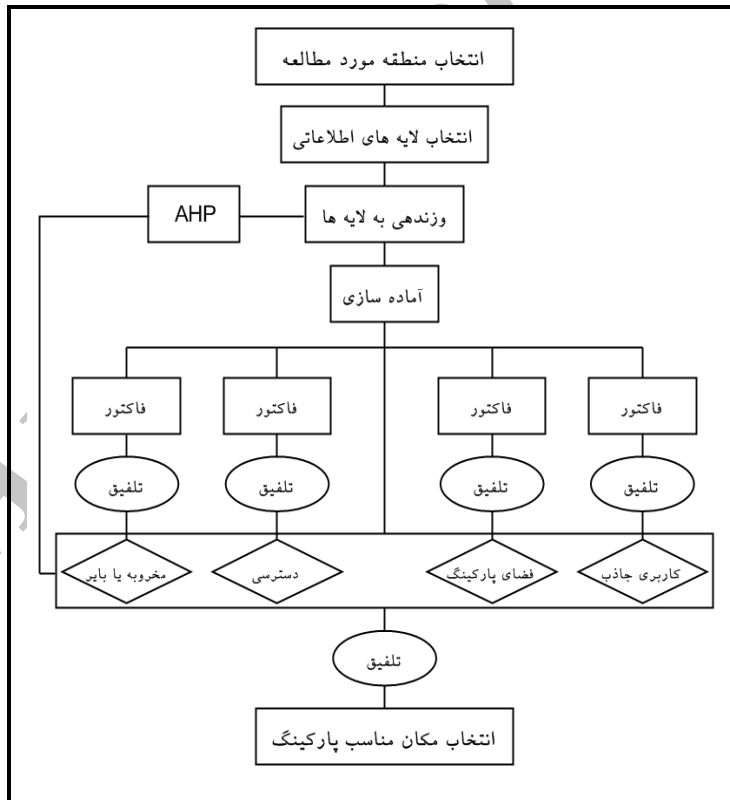 انتخاب منطقه مورد مطالعه
انتخاب لایه های اطلاعاتی
وزندهی به لایه ها
AHP
آماده سازی
فاکتور
فاکتور
فاکتور
فاکتور
تلفیق
تلفیق
تلفیق
تلفیق
کاربری جاذب
فضای پارکینگ
دسترسی
مخروبه یا بایر
تلفیق
انتخاب مکان مناسب پارکینگ